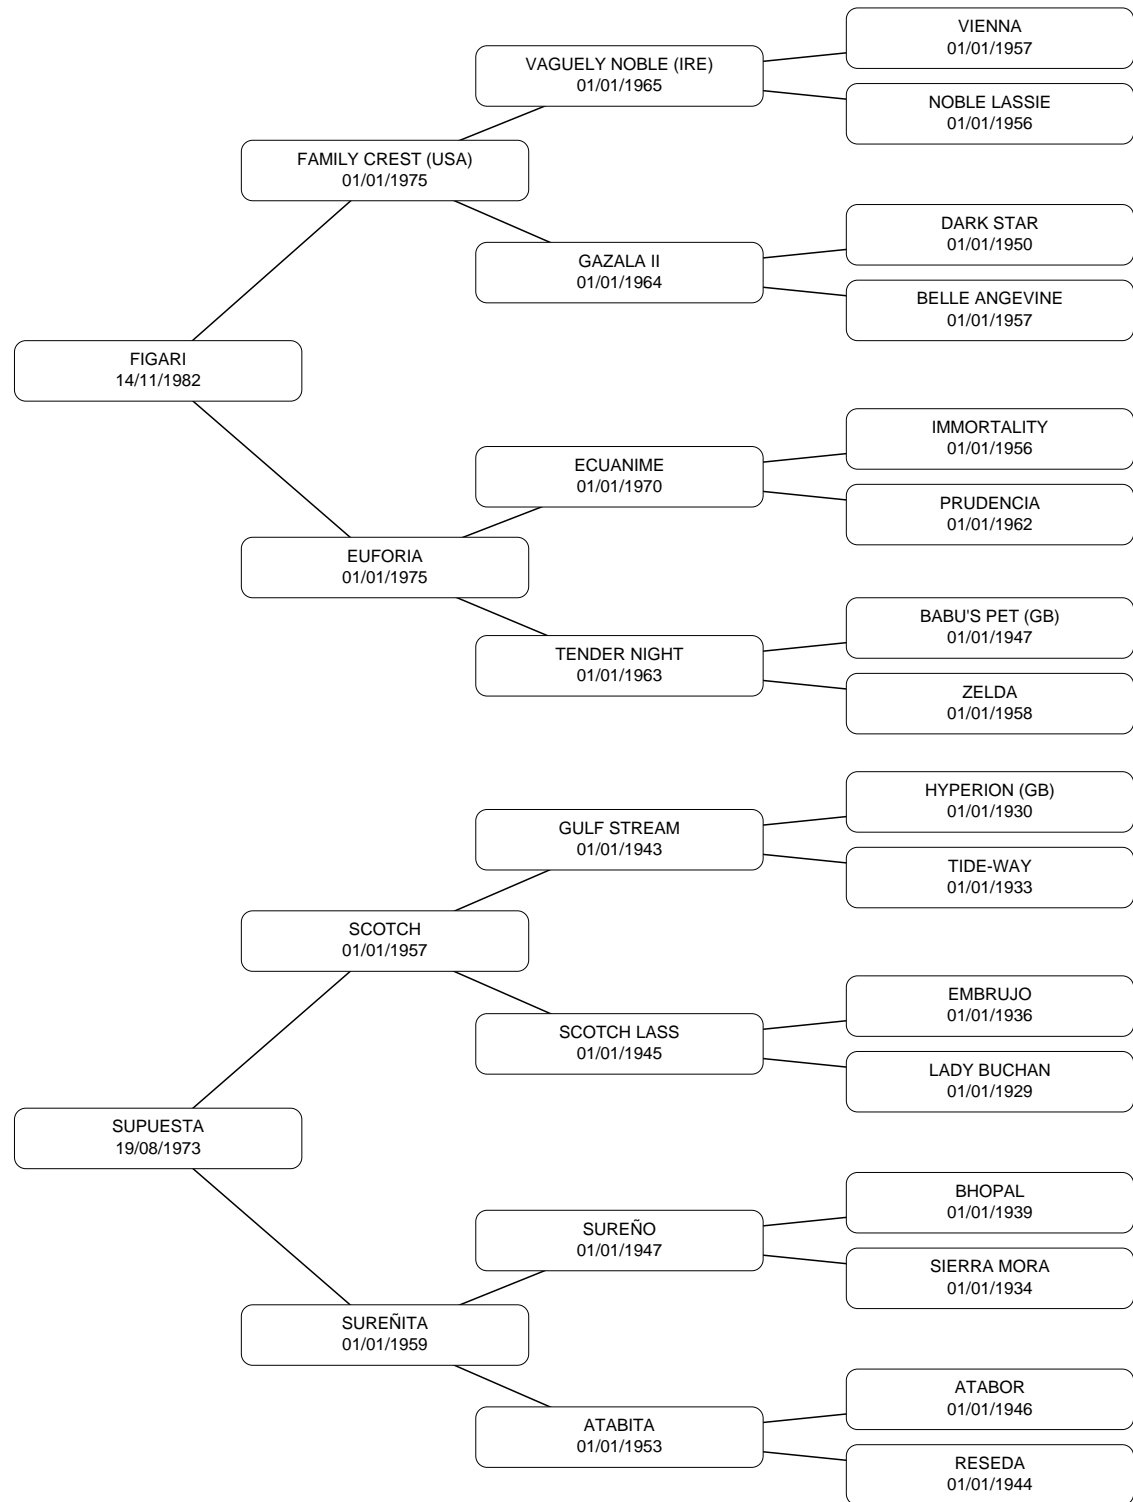 VIENNA
01/01/1957
VAGUELY NOBLE (IRE)
01/01/1965
NOBLE LASSIE
01/01/1956
FAMILY CREST (USA)
01/01/1975
DARK STAR
01/01/1950
GAZALA II
01/01/1964
BELLE ANGEVINE
01/01/1957
FIGARI
14/11/1982
IMMORTALITY
01/01/1956
ECUANIME
01/01/1970
PRUDENCIA
01/01/1962
EUFORIA
01/01/1975
BABU'S PET (GB)
01/01/1947
TENDER NIGHT
01/01/1963
ZELDA
01/01/1958
HYPERION (GB)
01/01/1930
GULF STREAM
01/01/1943
TIDE-WAY
01/01/1933
SCOTCH
01/01/1957
EMBRUJO
01/01/1936
SCOTCH LASS
01/01/1945
LADY BUCHAN
01/01/1929
SUPUESTA
19/08/1973
BHOPAL
01/01/1939
SUREÑO
01/01/1947
SIERRA MORA
01/01/1934
SUREÑITA
01/01/1959
ATABOR
01/01/1946
ATABITA
01/01/1953
RESEDA
01/01/1944